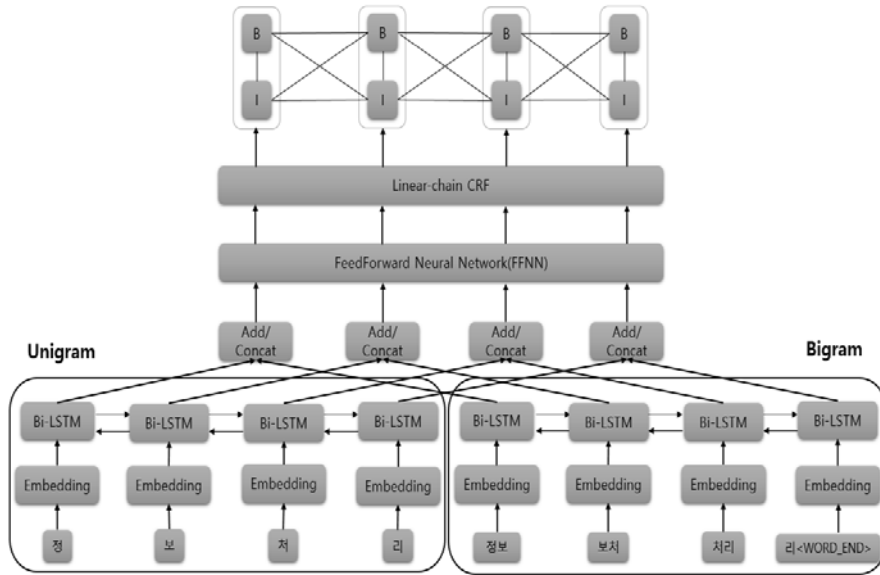 B B B B
I I I I
Linear-chain CRF
FeedForward Neural Network(FFNN)
Add/ Add/ Add/ Add/
Concat Concat Concat Concat
Unigram
Bigram
Bi-LSTM Bi-LSTM Bi-LSTM Bi-LSTM Bi-LSTM Bi-LSTM Bi-LSTM Bi-LSTM
Embedding Embedding Embedding Embedding Embedding Embedding Embedding Embedding
정 보 처 리 정보 보처 처리 리<WORD_END>